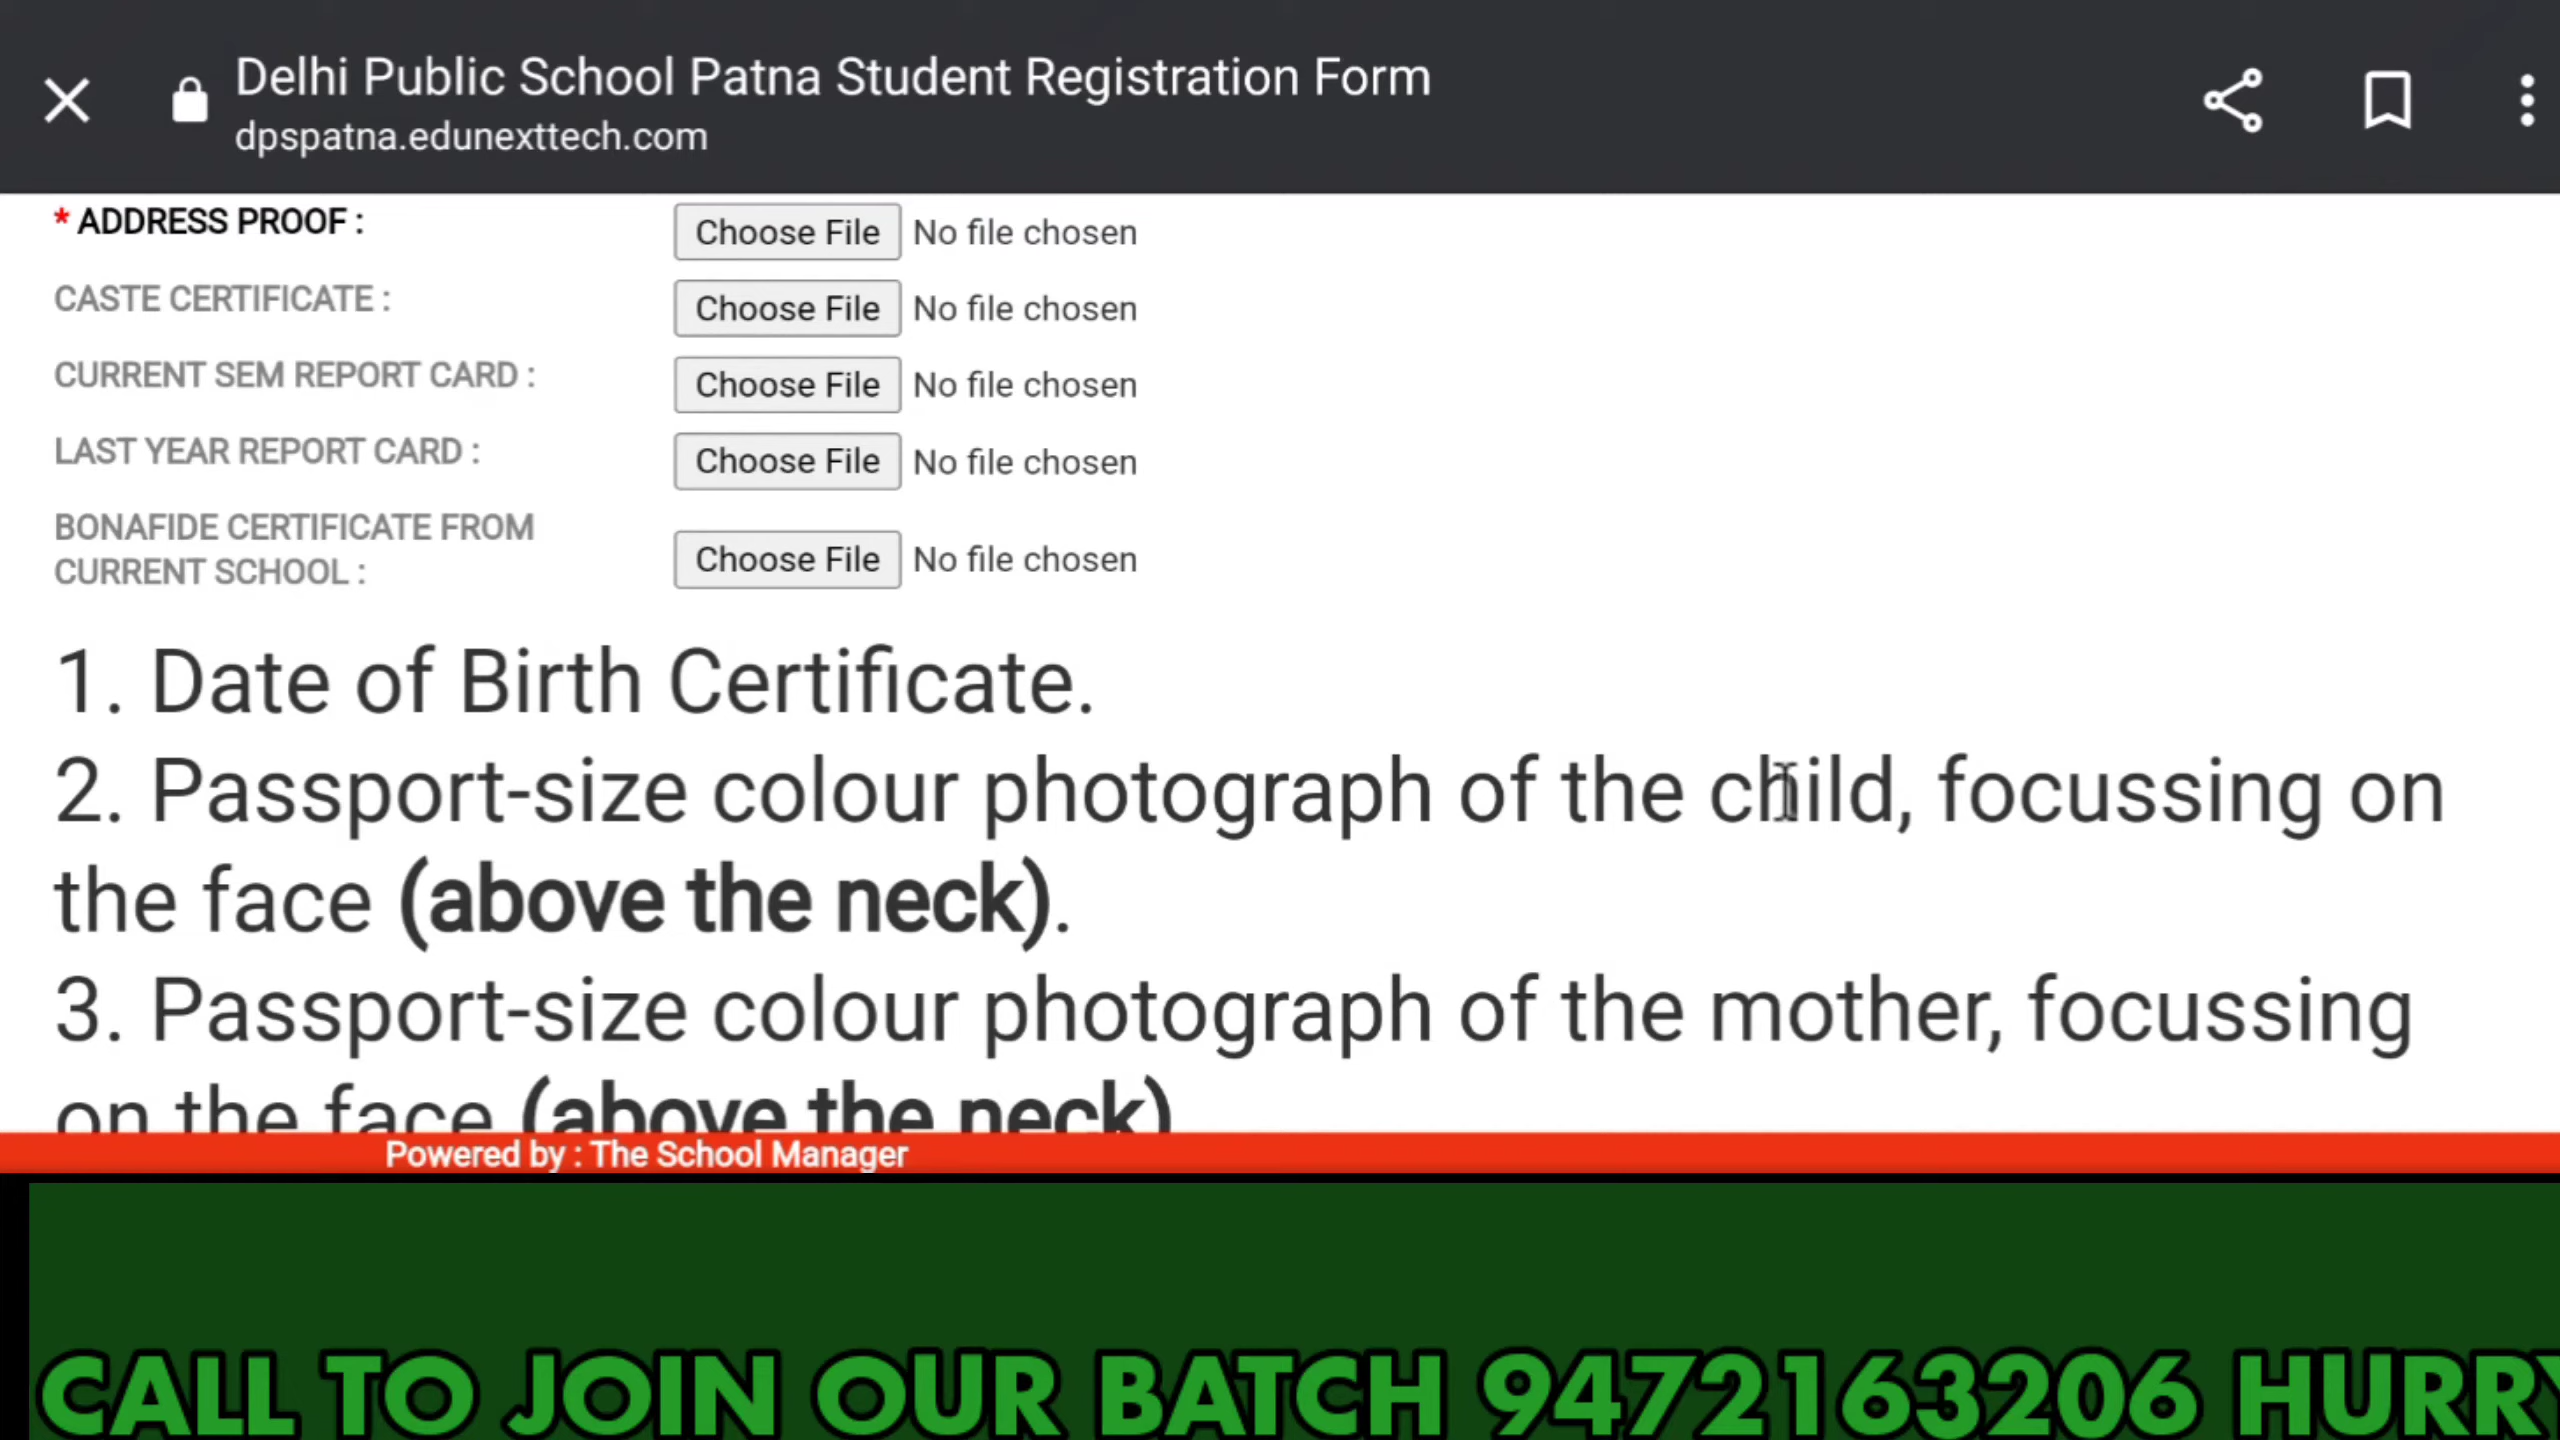 Delhi Public School Patna Student Registration Form
dpspatna.edunexttech.com
* ADDRESS PROOF : Choose File No file chosen
CASTE CERTIFICATE : Choose File No file chosen
CURRENT SEM REPORT CARD : Choose File No file chosen
LAST YEAR REPORT CARD : Choose File No file chosen
BONAFIDE CERTIFICATE FROM
CURRENT SCHOOL : Choose File No file chosen
1. Date of Birth Certificate.
2. Passport-size colour photograph of the child, focussing on
the face (above the neck).
3. Passport-size colour photograph of the mother, focussing
on the face (above the neck)
Powered by : The School Manager
CALL TO JOIN OUR BATCH 9472163206 HURRY